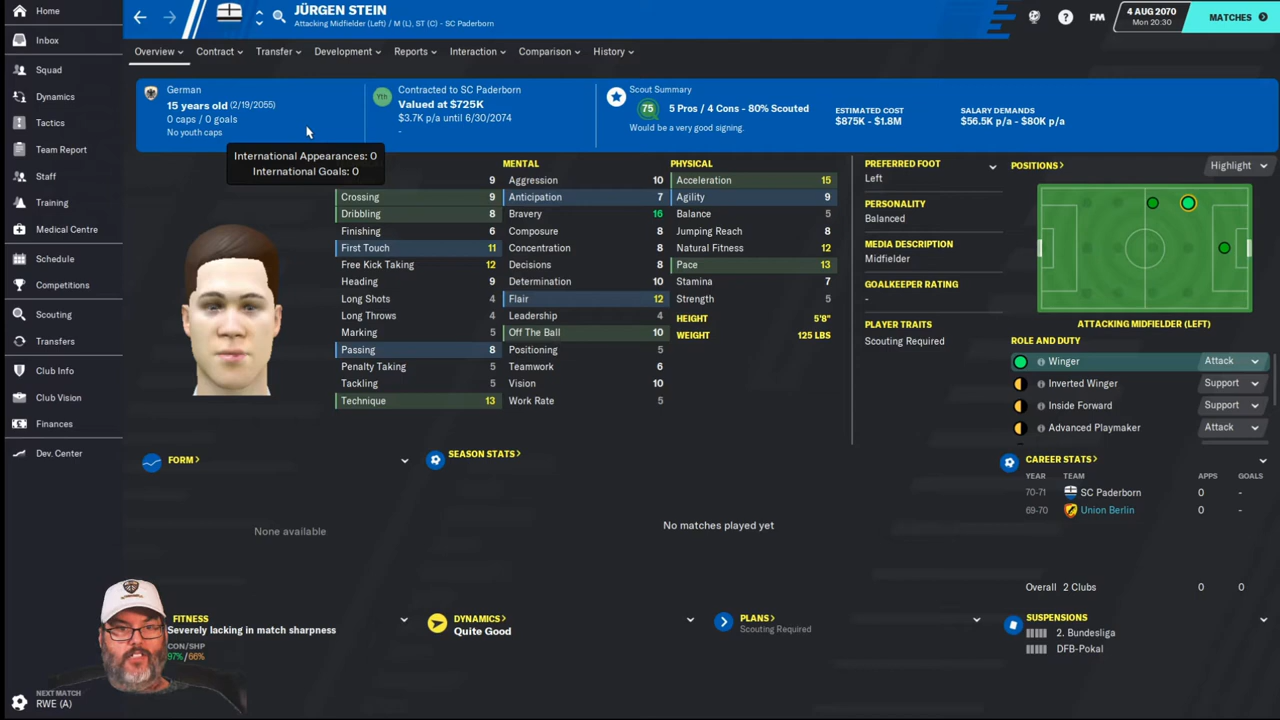 Home
Inbox
Squad
Dynamics
Tactics
Team Report
Staff
Training
Medical Centre
Schedule
Competitions
Scouting
Transfers
Club Info
Club Vision
Finances
Dev. Center
NEXT MATCH
RWE (A)
JÜRGEN STEIN
Attacking Midfielder (Left) / M (L), ST (C) - SC Paderborn
? FM
4 AUG 2070
Mon 20:30
MATCHES
Overview Contract Transfer Development Reports Interaction Comparison History
German
15 years old (2/19/2055)
0 caps / 0 goals
No youth caps
Yth
Contracted to SC Paderborn
Valued at $725K
$3.7K p/a until 6/30/2074
-
Scout Summary
75 5 Pros / 4 Cons - 80% Scouted
Would be a very good signing.
ESTIMATED COST
$875K - $1.8M
SALARY DEMANDS
$56.5K p/a - $80K p/a
International Appearances: 0
International Goals: 0
9
Crossing 9
Dribbling 8
Finishing 6
First Touch 11
Free Kick Taking 12
Heading 9
Long Shots 4
Long Throws 4
Marking 5
Passing 8
Penalty Taking 5
Tackling 5
Technique 13
MENTAL
Aggression 10
Anticipation 7
Bravery 16
Composure 8
Concentration 8
Decisions 8
Determination 10
Flair 12
Leadership 4
Off The Ball 10
Positioning 5
Teamwork 6
Vision 10
Work Rate 5
PHYSICAL
Acceleration 15
Agility 9
Balance 5
Jumping Reach 8
Natural Fitness 12
Pace 13
Stamina 7
Strength 5
HEIGHT 5'8"
WEIGHT 125 LBS
PREFERRED FOOT
Left
PERSONALITY
Balanced
MEDIA DESCRIPTION
Midfielder
GOALKEEPER RATING
-
PLAYER TRAITS
Scouting Required
POSITIONS
Highlight
ATTACKING MIDFIELDER (LEFT)
ROLE AND DUTY
Winger Attack
Inverted Winger Support
Inside Forward Support
Advanced Playmaker Attack
FORM
None available
SEASON STATS
No matches played yet
CAREER STATS
YEAR TEAM APPS GOALS
70-71 SC Paderborn 0 -
69-70 Union Berlin 0
Overall 2 Clubs 0 0
FITNESS
Severely lacking in match sharpness
CON/SHP
97%/66%
DYNAMICS
Quite Good
PLANS
Scouting Required
SUSPENSIONS
2. Bundesliga
DFB-Pokal